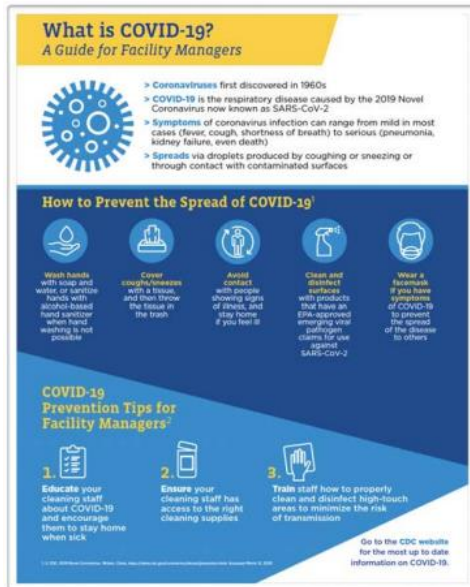 What is COVID-19?
A Guide for Facility Managers
> Coronaviruses first discovered in 1960s
> COVID-19 is the respiratory disease caused by the 2019 Novel
Coronavirus now known as SARS-CoV-2
> Symptoms of coronavirus infection can range from mild in most
cases (fever, cough, shortness of breath) to serious (pneumonia,
kidney failure, even death)
> Spreads via droplets produced by coughing or sneezing or
through contact with contaminated surfaces
How to Prevent the Spread of COVID-19¹
Wash hands
with soap and
water, or sanitize
hands with
alcohol-based
hand sanitizer
when hand
washing is not
possible
Cover
coughs/sneezes
with a tissue,
and then throw
the tissue in
the trash
Avoid
contact
with people
showing signs
of illness, and
stay home
if you feel ill
Clean and
disinfect
surfaces
with products
that have an
EPA-approved
emerging viral
pathogen
claims for use
against
SARS-CoV-2
Wear a
facemask
if you have
symptoms
of COVID-19
to prevent
the spread
of the disease
to others
COVID-19
Prevention Tips for
Facility Managers²
1.
Educate your
cleaning staff
about COVID-19
and encourage
them to stay home
when sick
2.
Ensure your
cleaning staff has
access to the right
cleaning supplies
3.
Train staff how to properly
clean and disinfect high-touch
areas to minimize the risk
of transmission
Go to the CDC website
for the most up to date
information on COVID-19.